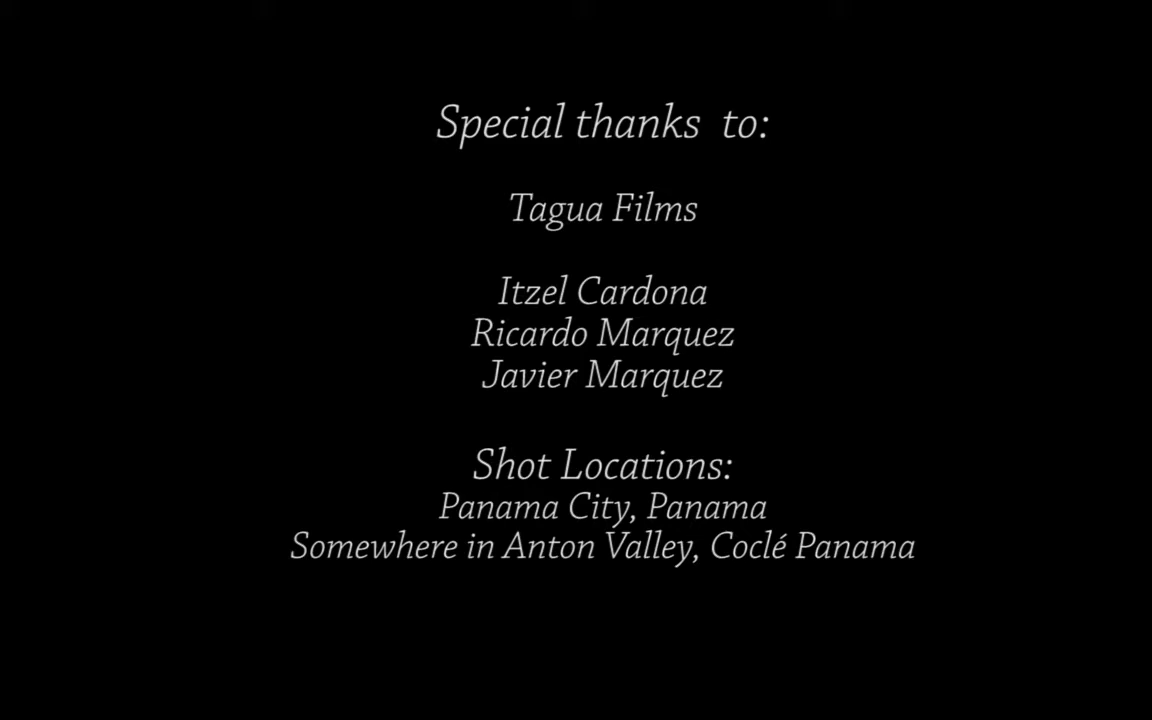 Special thanks to:
Tagua Films
Itzel Cardona
Ricardo Marquez
Javier Marquez
Shot Locations:
Panama City, Panama
Somewhere in Anton Valley, Coclé Panama